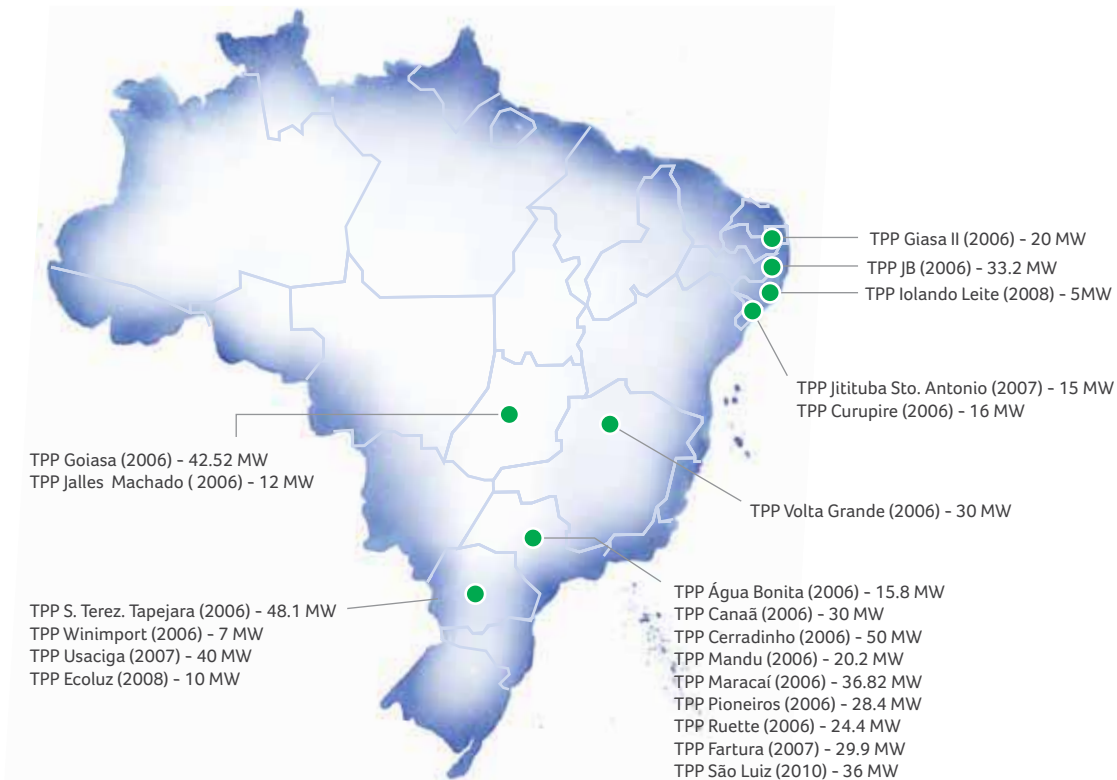 TPP Giasa II (2006) - 20 MW
TPP JB (2006) - 33.2 MW
TPP Iolando Leite (2008) - 5MW
TPP Jitituba Sto. Antonio (2007) - 15 MW
TPP Curupire (2006) - 16 MW
TPP Goiasa (2006) - 42.52 MW
TPP Jalles Machado ( 2006) - 12 MW
TPP Volta Grande (2006) - 30 MW
TPP S. Terez. Tapejara (2006) - 48.1 MW
TPP Winimport (2006) - 7 MW
TPP Usaciga (2007) - 40 MW
TPP Ecoluz (2008) - 10 MW
TPP Água Bonita (2006) - 15.8 MW
TPP Canaã (2006) - 30 MW
TPP Cerradinho (2006) - 50 MW
TPP Mandu (2006) - 20.2 MW
TPP Maracaí (2006) - 36.82 MW
TPP Pioneiros (2006) - 28.4 MW
TPP Ruette (2006) - 24.4 MW
TPP Fartura (2007) - 29.9 MW
TPP São Luiz (2010) - 36 MW